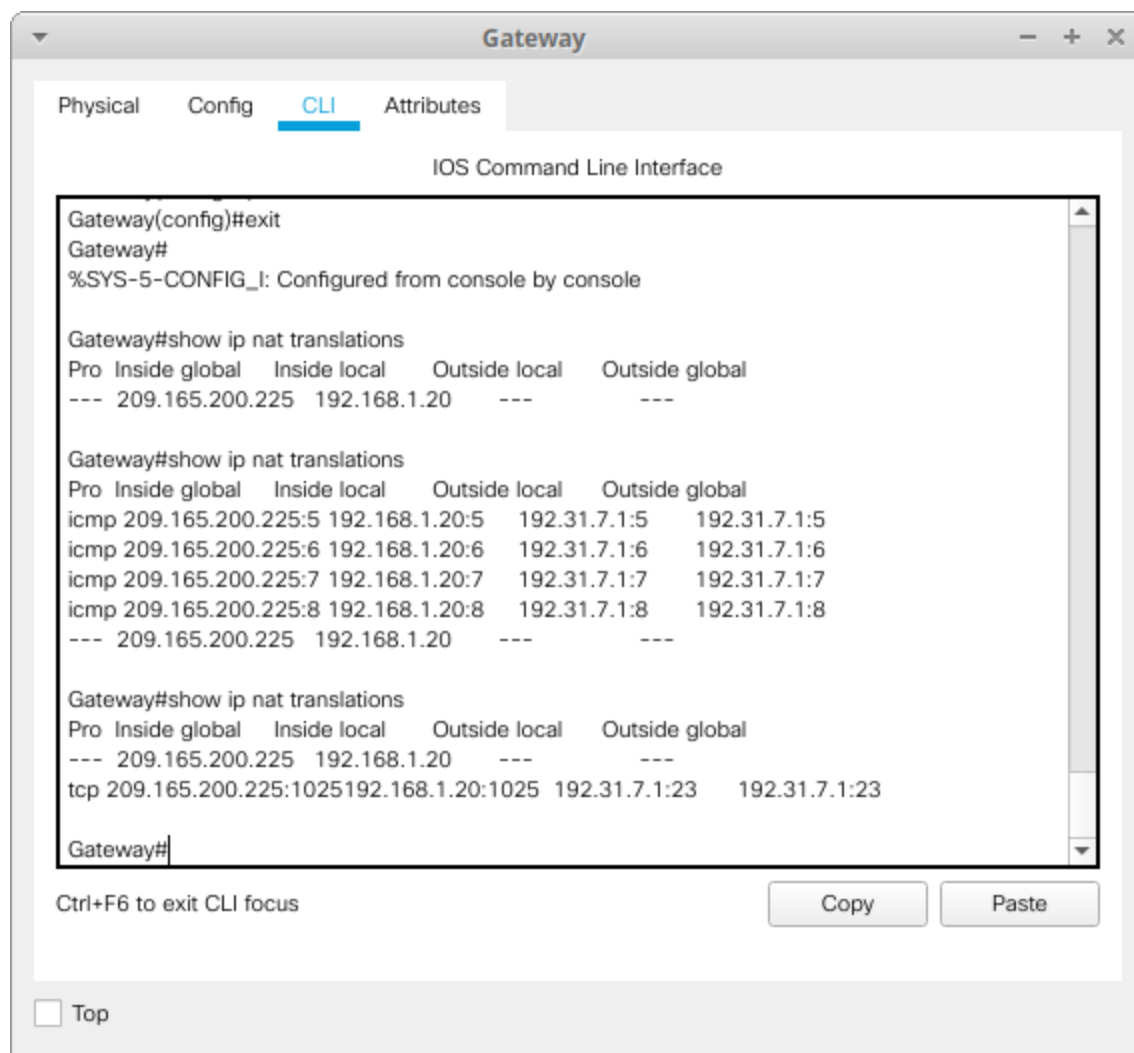 Gateway
Physical Config CLI Attributes
IOS Command Line Interface
Gateway(config)#exit
Gateway#
%SYS-5-CONFIG_I: Configured from console by console
Gateway#show ip nat translations
Pro Inside global Inside local Outside local Outside global
--- 209.165.200.225 192.168.1.20 --- ---
Gateway#show ip nat translations
Pro Inside global Inside local Outside local Outside global
icmp 209.165.200.225:5 192.168.1.20:5 192.31.7.1:5 192.31.7.1:5
icmp 209.165.200.225:6 192.168.1.20:6 192.31.7.1:6 192.31.7.1:6
icmp 209.165.200.225:7 192.168.1.20:7 192.31.7.1:7 192.31.7.1:7
icmp 209.165.200.225:8 192.168.1.20:8 192.31.7.1:8 192.31.7.1:8
--- 209.165.200.225 192.168.1.20 --- ---
Gateway#show ip nat translations
Pro Inside global Inside local Outside local Outside global
--- 209.165.200.225 192.168.1.20 --- ---
tcp 209.165.200.225:1025192.168.1.20:1025 192.31.7.1:23 192.31.7.1:23
Gateway#
Ctrl+F6 to exit CLI focus Copy Paste
Top